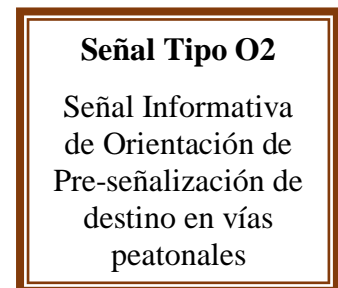 Señal Tipo O2
Señal Informativa
de Orientación de
Pre-señalización de
destino en vías
peatonales